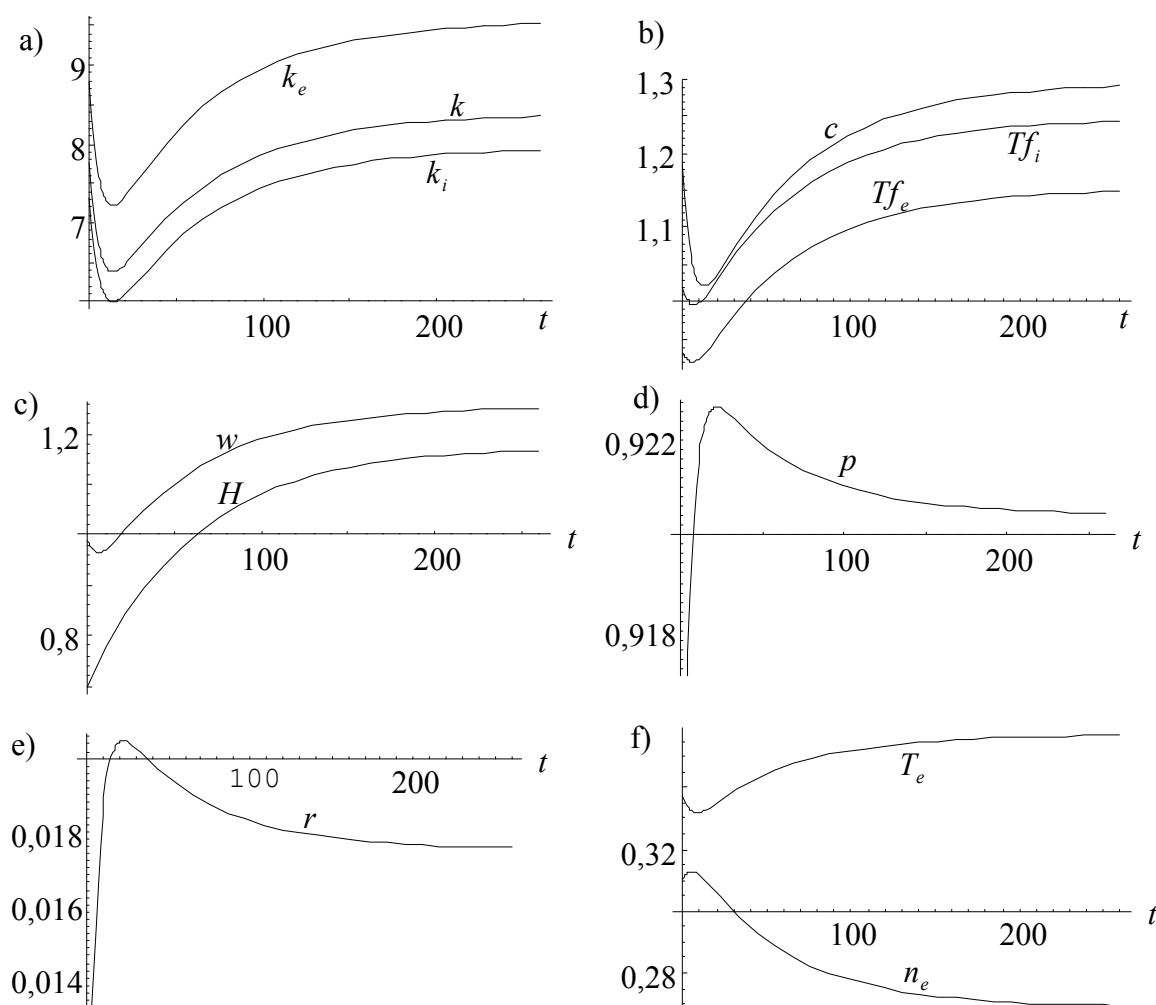 a)
9
8
7
k_e
k
k_i
100
200
t
b)
1,3
1,2
1,1
c
Tf_i
Tf_e
100
200
t
c)
1,2
0,8
w
H
100
200
t
d)
0,922
0,918
p
100
200
t
e)
0,018
0,016
0,014
r
100
200
t
f)
0,32
0,28
T_e
n_e
100
200
t